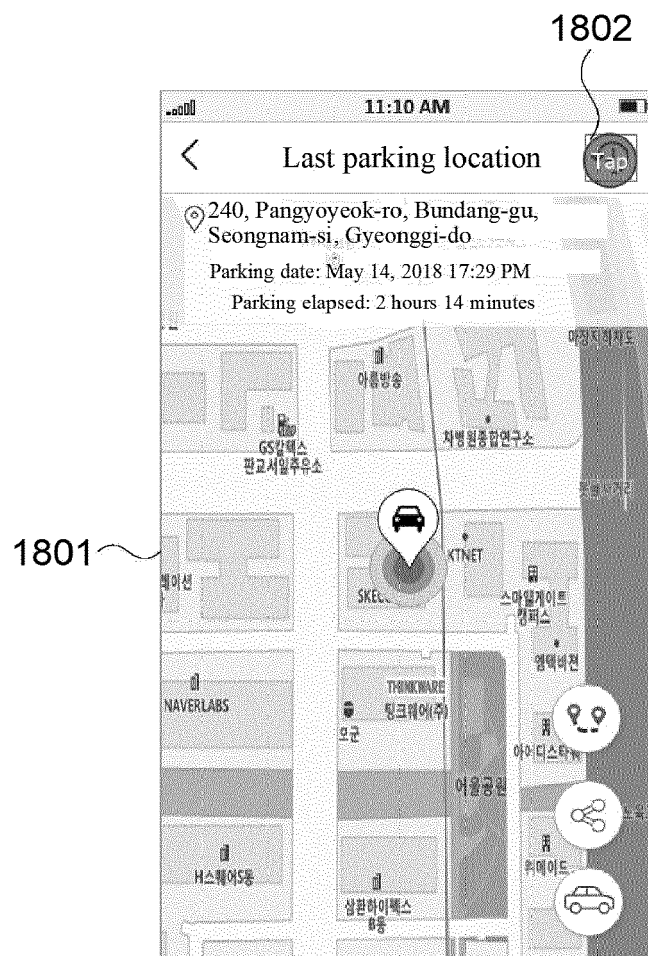 1802
11:10 AM
Last parking location
Tap
240, Pangyoyeok-ro, Bundang-gu,
Seongnam-si, Gyeonggi-do
Parking date: May 14, 2018 17:29 PM
Parking elapsed: 2 hours 14 minutes
아름방송
차병원종합연구소
GS칼텍스
판교서일주유소
1801
KTNET
스마일게이트
캠퍼스
엠텍비젼
NAVERLABS
THINKWARE
팅크웨어(주)
모군
아이디스타워
어울공원
위메이드
H스퀘어S동
삼환하이펙스
B동